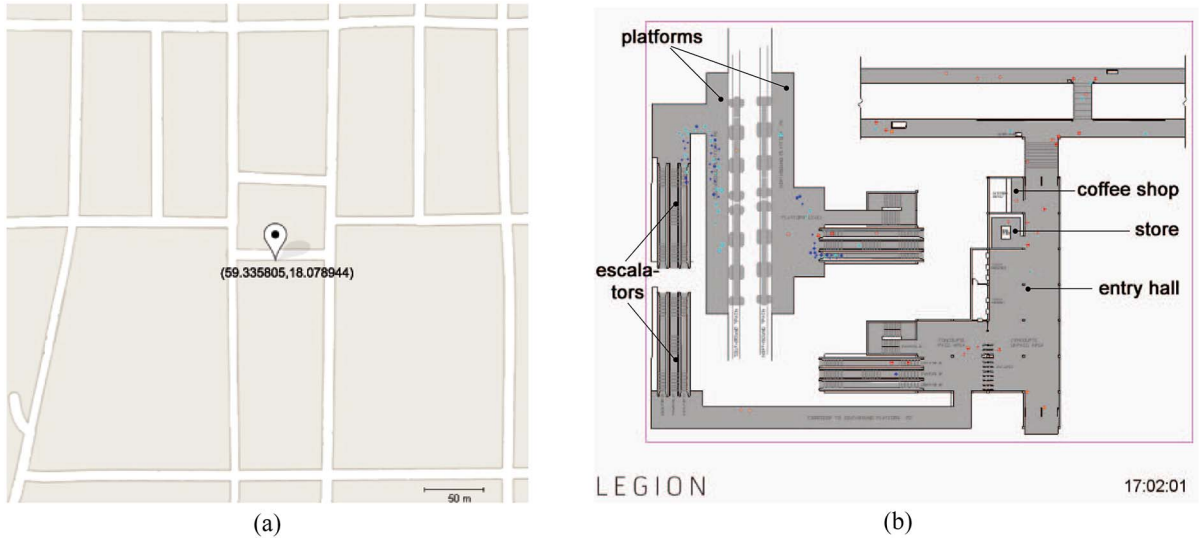 (59.335805,18.078944)
50 m
(a)
platforms
escala-
tors
coffee shop
store
entry hall
LEGION
17:02:01
(b)